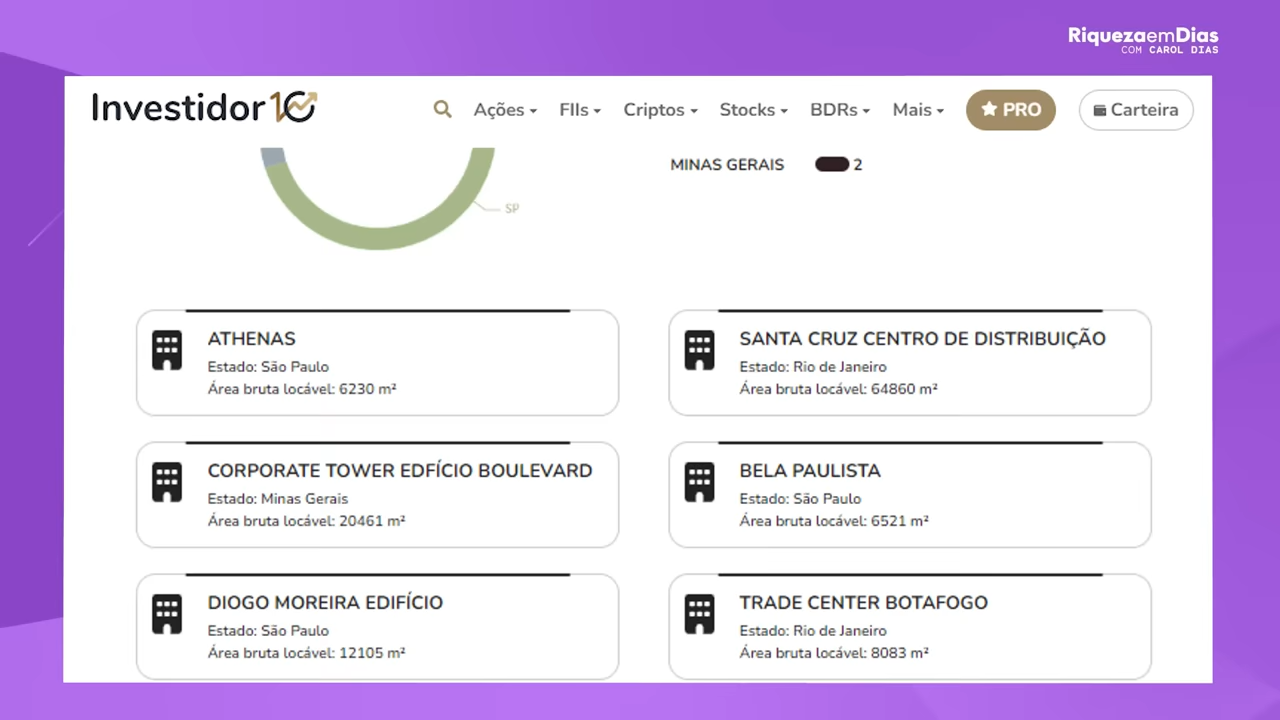 RiquezaemDias
COM CAROL DIAS
Investidor10
Ações
FIIs
Criptos
Stocks
BDRs
Mais
PRO
Carteira
MINAS GERAIS 2
SP
ATHENAS
Estado: São Paulo
Área bruta locável: 6230 m²
SANTA CRUZ CENTRO DE DISTRIBUIÇÃO
Estado: Rio de Janeiro
Área bruta locável: 64860 m²
CORPORATE TOWER EDFÍCIO BOULEVARD
Estado: Minas Gerais
Área bruta locável: 20461 m²
BELA PAULISTA
Estado: São Paulo
Área bruta locável: 6521 m²
DIOGO MOREIRA EDIFÍCIO
Estado: São Paulo
Área bruta locável: 12105 m²
TRADE CENTER BOTAFOGO
Estado: Rio de Janeiro
Área bruta locável: 8083 m²